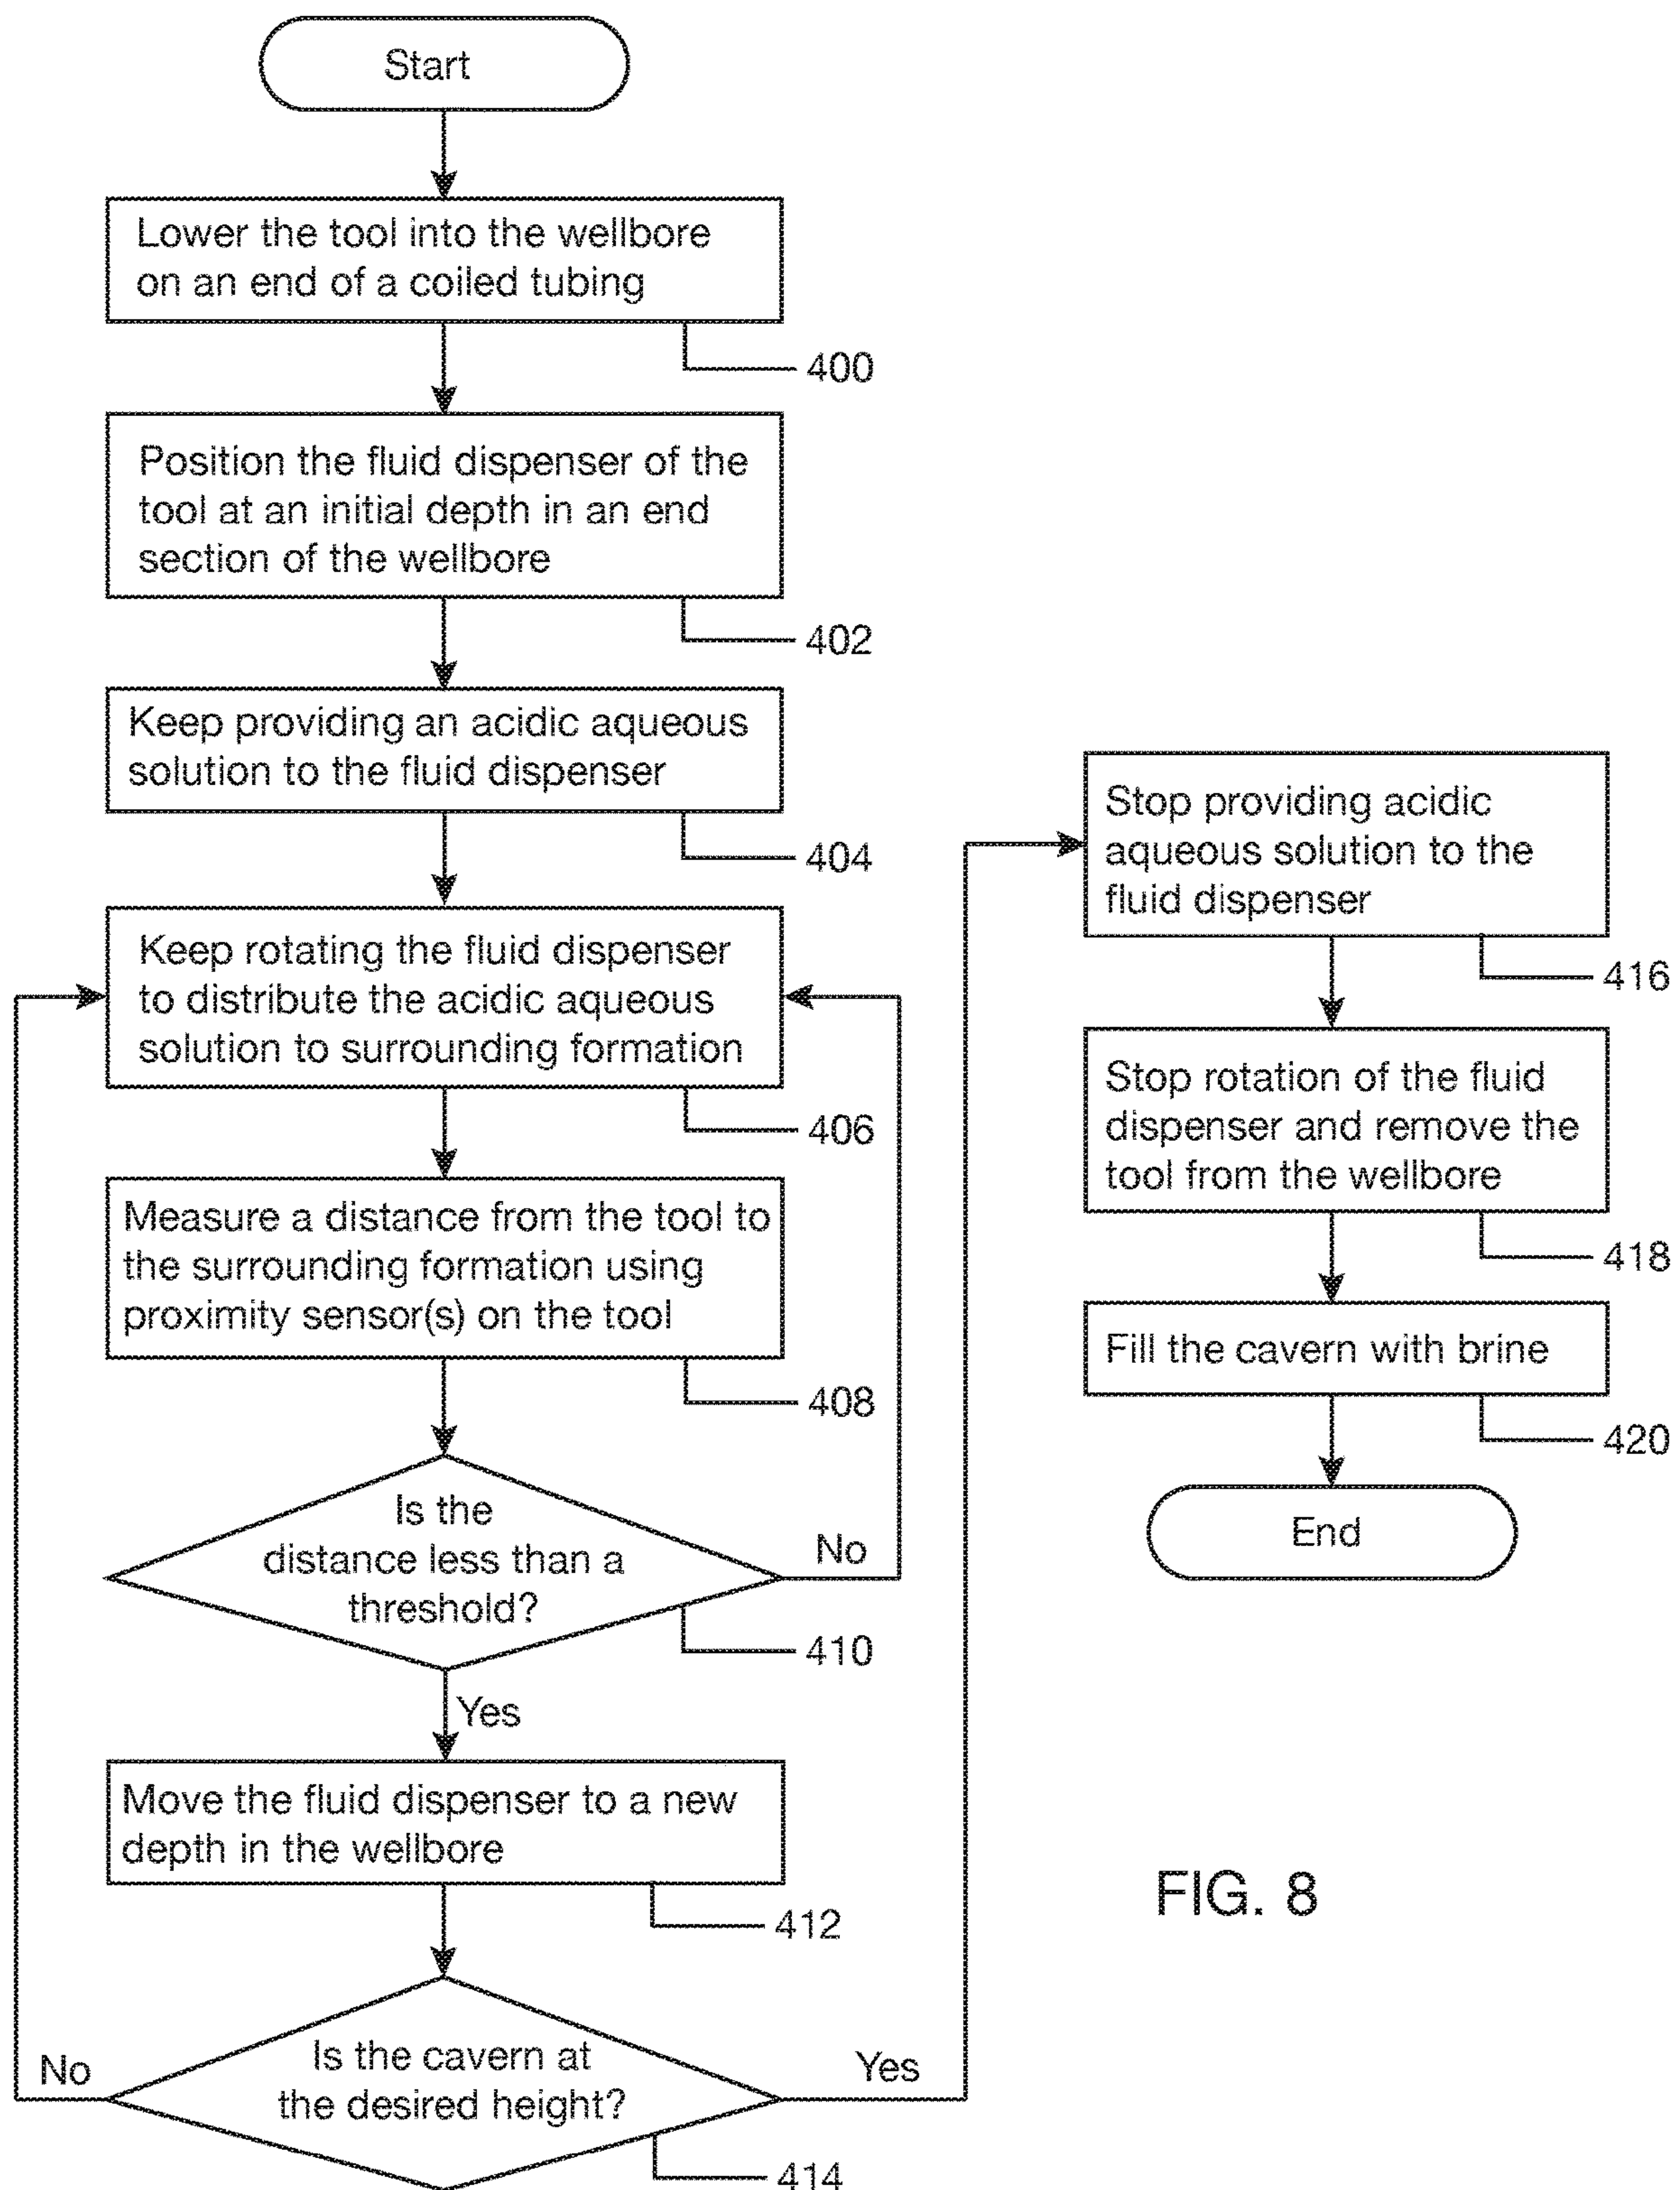 Start
Lower the tool into the wellbore
on an end of a coiled tubing
400
Position the fluid dispenser of the
tool at an initial depth in an end
section of the wellbore
402
Keep providing an acidic aqueous
solution to the fluid dispenser
404
Keep rotating the fluid dispenser
to distribute the acidic aqueous
solution to surrounding formation
406
Measure a distance from the tool to
the surrounding formation using
proximity sensor(s) on the tool
408
Is the
distance less than a
threshold?
No
410
Yes
Move the fluid dispenser to a new
depth in the wellbore
412
Is the cavern at
the desired height?
No
Yes
414
Stop providing acidic
aqueous solution to the
fluid dispenser
416
Stop rotation of the fluid
dispenser and remove the
tool from the wellbore
418
Fill the cavern with brine
420
End
FIG. 8